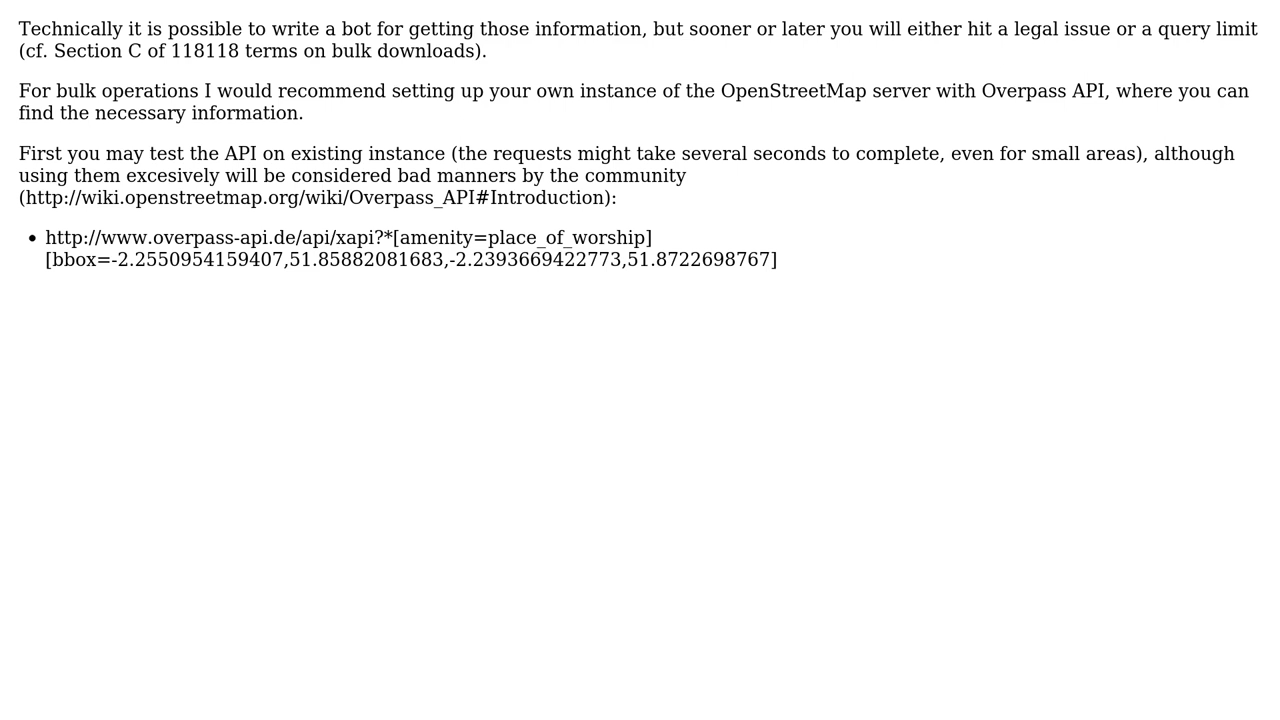 Technically it is possible to write a bot for getting those information, but sooner or later you will either hit a legal issue or a query limit
(cf. Section C of 118118 terms on bulk downloads).
For bulk operations I would recommend setting up your own instance of the OpenStreetMap server with Overpass API, where you can
find the necessary information.
First you may test the API on existing instance (the requests might take several seconds to complete, even for small areas), although
using them excesively will be considered bad manners by the community
(http://wiki.openstreetmap.org/wiki/Overpass_API#Introduction):
• http://www.overpass-api.de/api/xapi?*[amenity=place_of_worship]
[bbox=-2.2550954159407,51.85882081683,-2.2393669422773,51.8722698767]